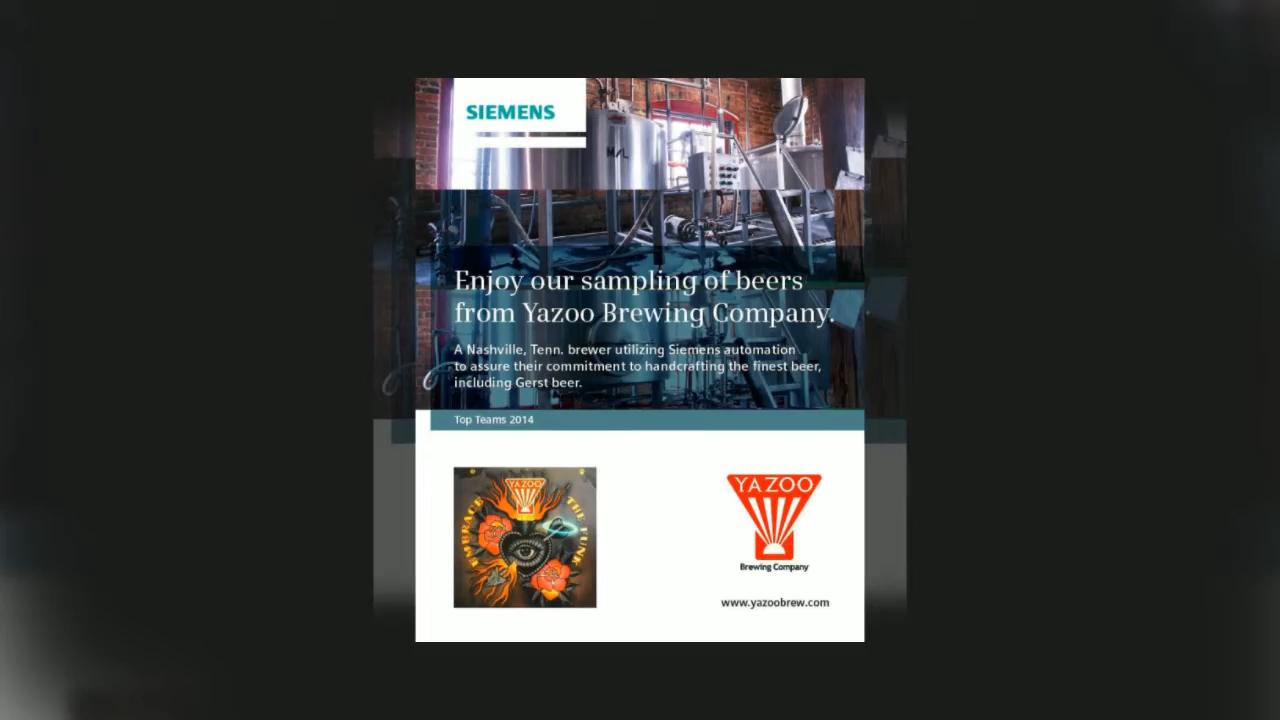 SIEMENS
M/L
Enjoy our sampling of beers
from Yazoo Brewing Company.
A Nashville, Tenn. brewer utilizing Siemens automation
to assure their commitment to handcrafting the finest beer,
including Gerst beer.
Top Teams 2014
YAZOO
EMBRACE THE FUNK
YAZOO
Brewing Company
www.yazoobrew.com